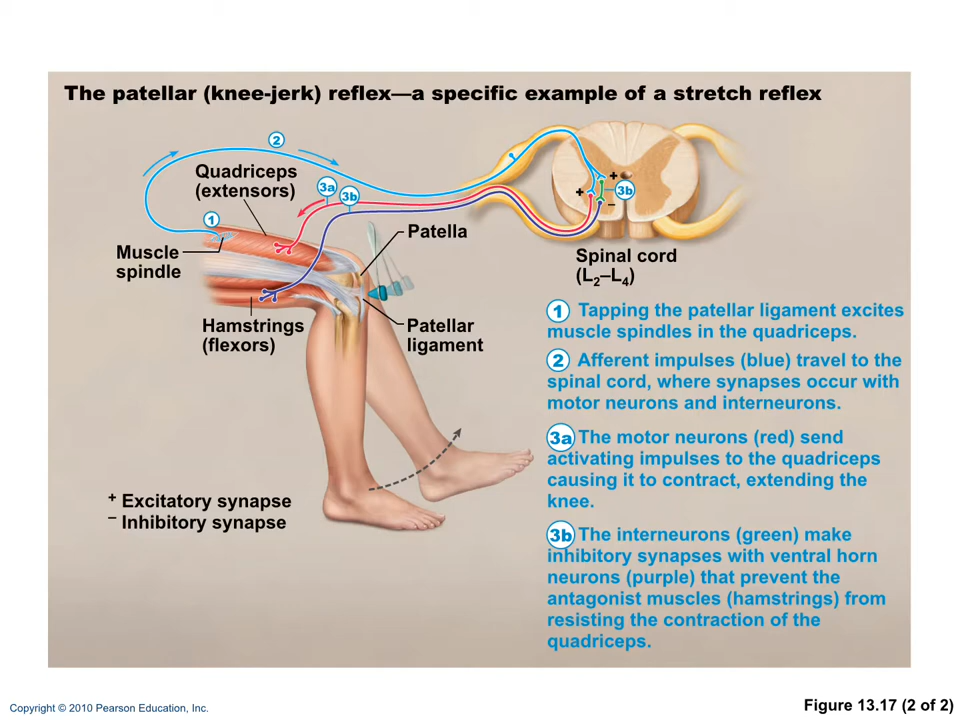 The patellar (knee-jerk) reflex—a specific example of a stretch reflex
2
Quadriceps
(extensors)
3a
3b
1
Muscle
spindle
Patella
+
+
3b
–
Spinal cord
(L2–L4)
Hamstrings
(flexors)
Patellar
ligament
1 Tapping the patellar ligament excites
muscle spindles in the quadriceps.
2 Afferent impulses (blue) travel to the
spinal cord, where synapses occur with
motor neurons and interneurons.
3a The motor neurons (red) send
activating impulses to the quadriceps
causing it to contract, extending the
knee.
3b The interneurons (green) make
inhibitory synapses with ventral horn
neurons (purple) that prevent the
antagonist muscles (hamstrings) from
resisting the contraction of the
quadriceps.
+ Excitatory synapse
– Inhibitory synapse
Copyright © 2010 Pearson Education, Inc.
Figure 13.17 (2 of 2)